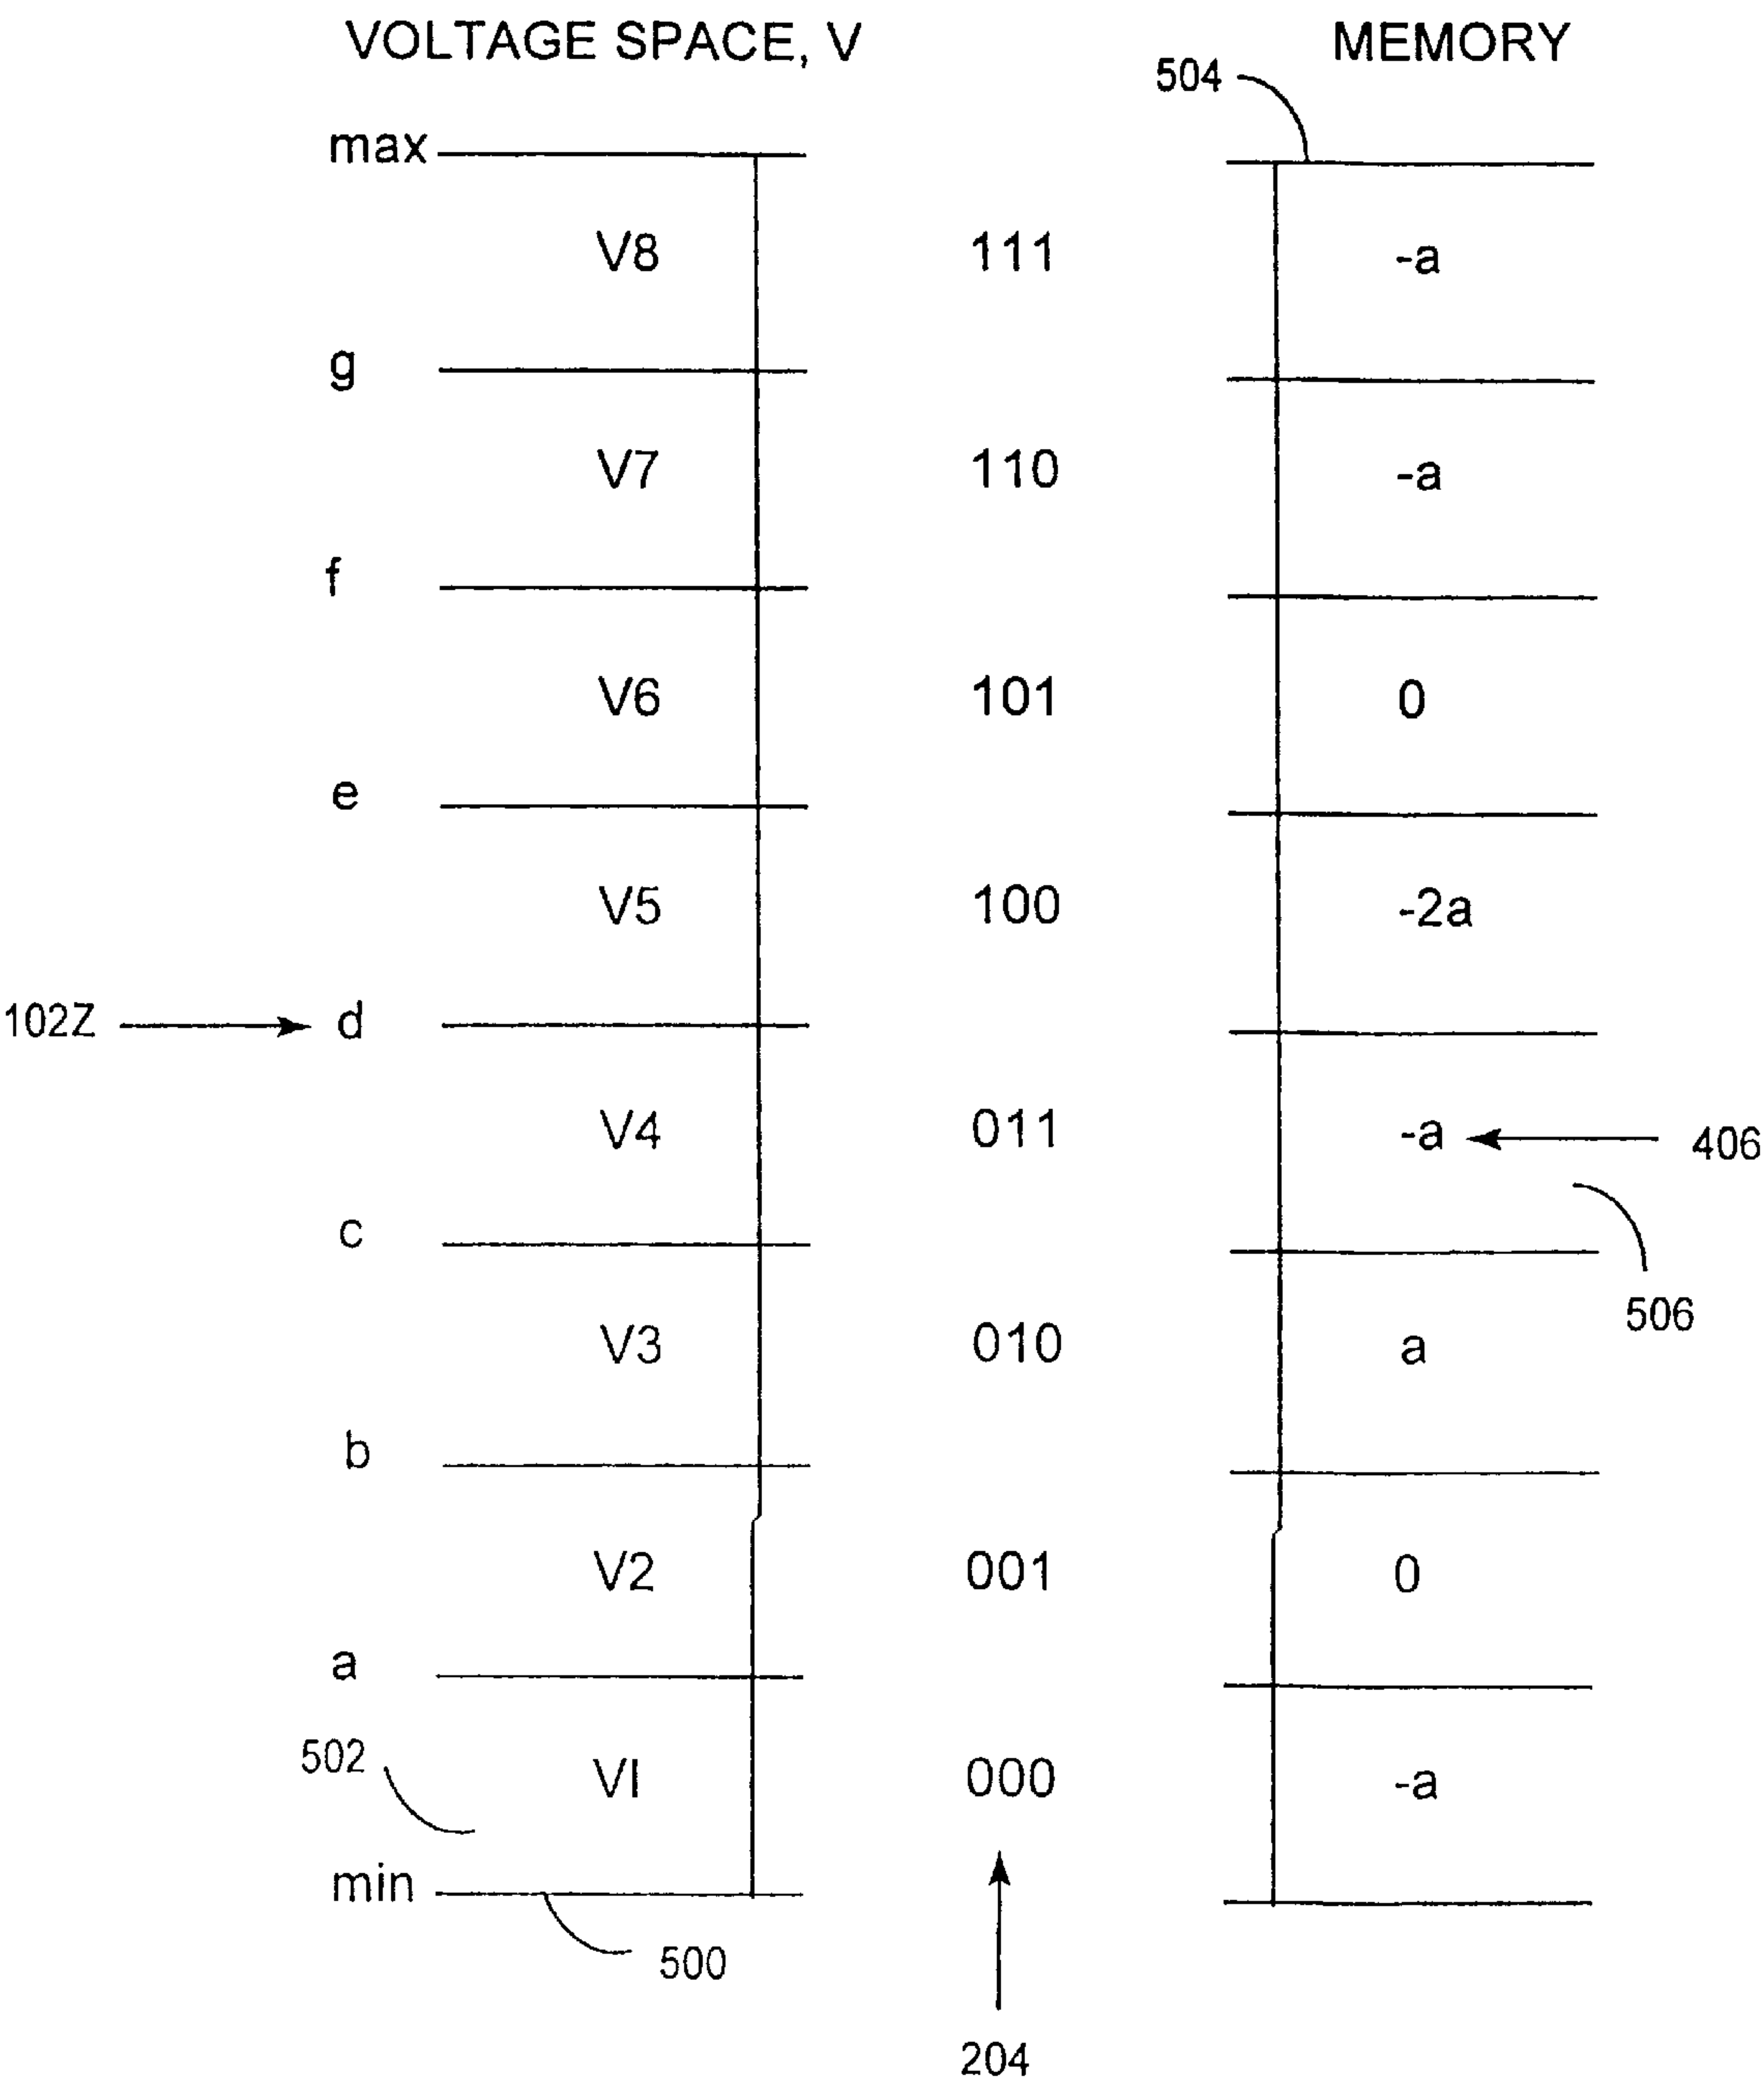 VOLTAGE SPACE, V MEMORY
504
max
V8 111 -a
g
V7 110 -a
f
V6 101 0
e
V5 100 -2a
102Z d
V4 011 -a 406
c
506
V3 010 a
b
V2 001 0
a
502
VI 000 -a
min
500
204